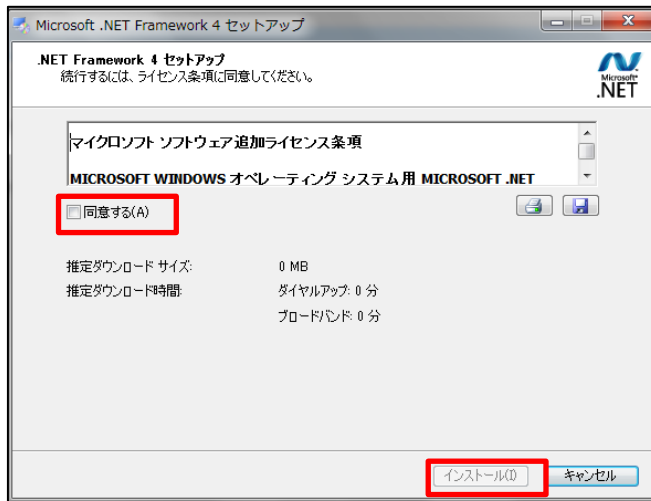 Microsoft .NET Framework 4 セットアップ
.NET Framework 4 セットアップ
続行するには、ライセンス条項に同意してください。
Microsoft
.NET
マイクロソフト ソフトウェア追加ライセンス条項
MICROSOFT WINDOWS オペレーティング システム用 MICROSOFT .NET
同意する(A)
推定ダウンロード サイズ: 0 MB
推定ダウンロード時間: ダイヤルアップ: 0 分
ブロードバンド: 0 分
インストール(I) キャンセル